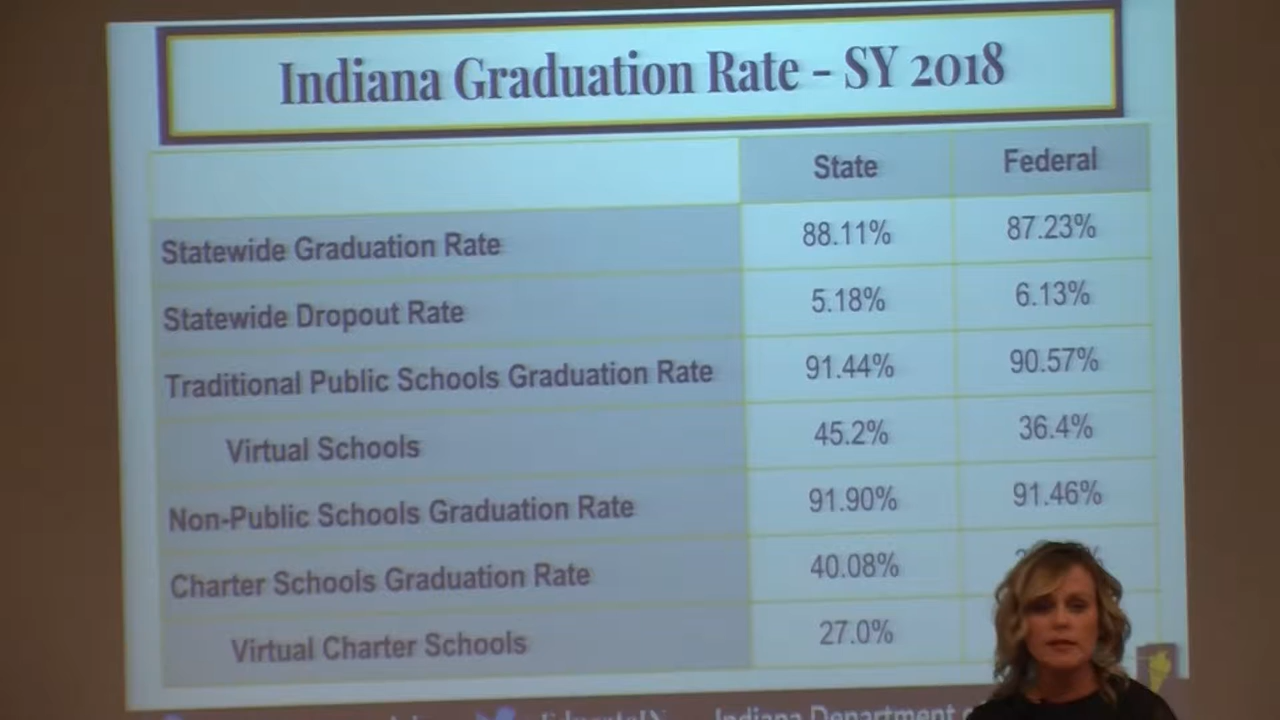 Indiana Graduation Rate - SY 2018
State Federal
Statewide Graduation Rate 88.11% 87.23%
Statewide Dropout Rate 5.18% 6.13%
Traditional Public Schools Graduation Rate 91.44% 90.57%
Virtual Schools 45.2% 36.4%
Non-Public Schools Graduation Rate 91.90% 91.46%
Charter Schools Graduation Rate 40.08%
Virtual Charter Schools 27.0%
Indiana Department